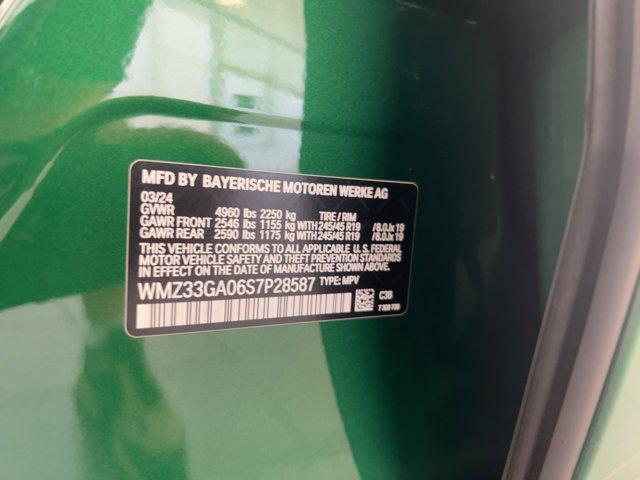 MFD BY BAYERISCHE MOTOREN WERKE AG
03/24
GVWR 4960 lbs 2250 kg TIRE / RIM
GAWR FRONT 2546 lbs 1155 kg WITH 245/45 R19 /8.0Jx19
GAWR REAR 2590 lbs 1175 kg WITH 245/45 R19 /8.0Jx19
THIS VEHICLE CONFORMS TO ALL APPLICABLE U.S. FEDERAL
MOTOR VEHICLE SAFETY, BUMPER, AND THEFT PREVENTION
STANDARDS IN EFFECT ON THE DATE OF MANUFACTURE SHOWN ABOVE.
WMZ33GA06S7P28587 TYPE: MPV
C3B